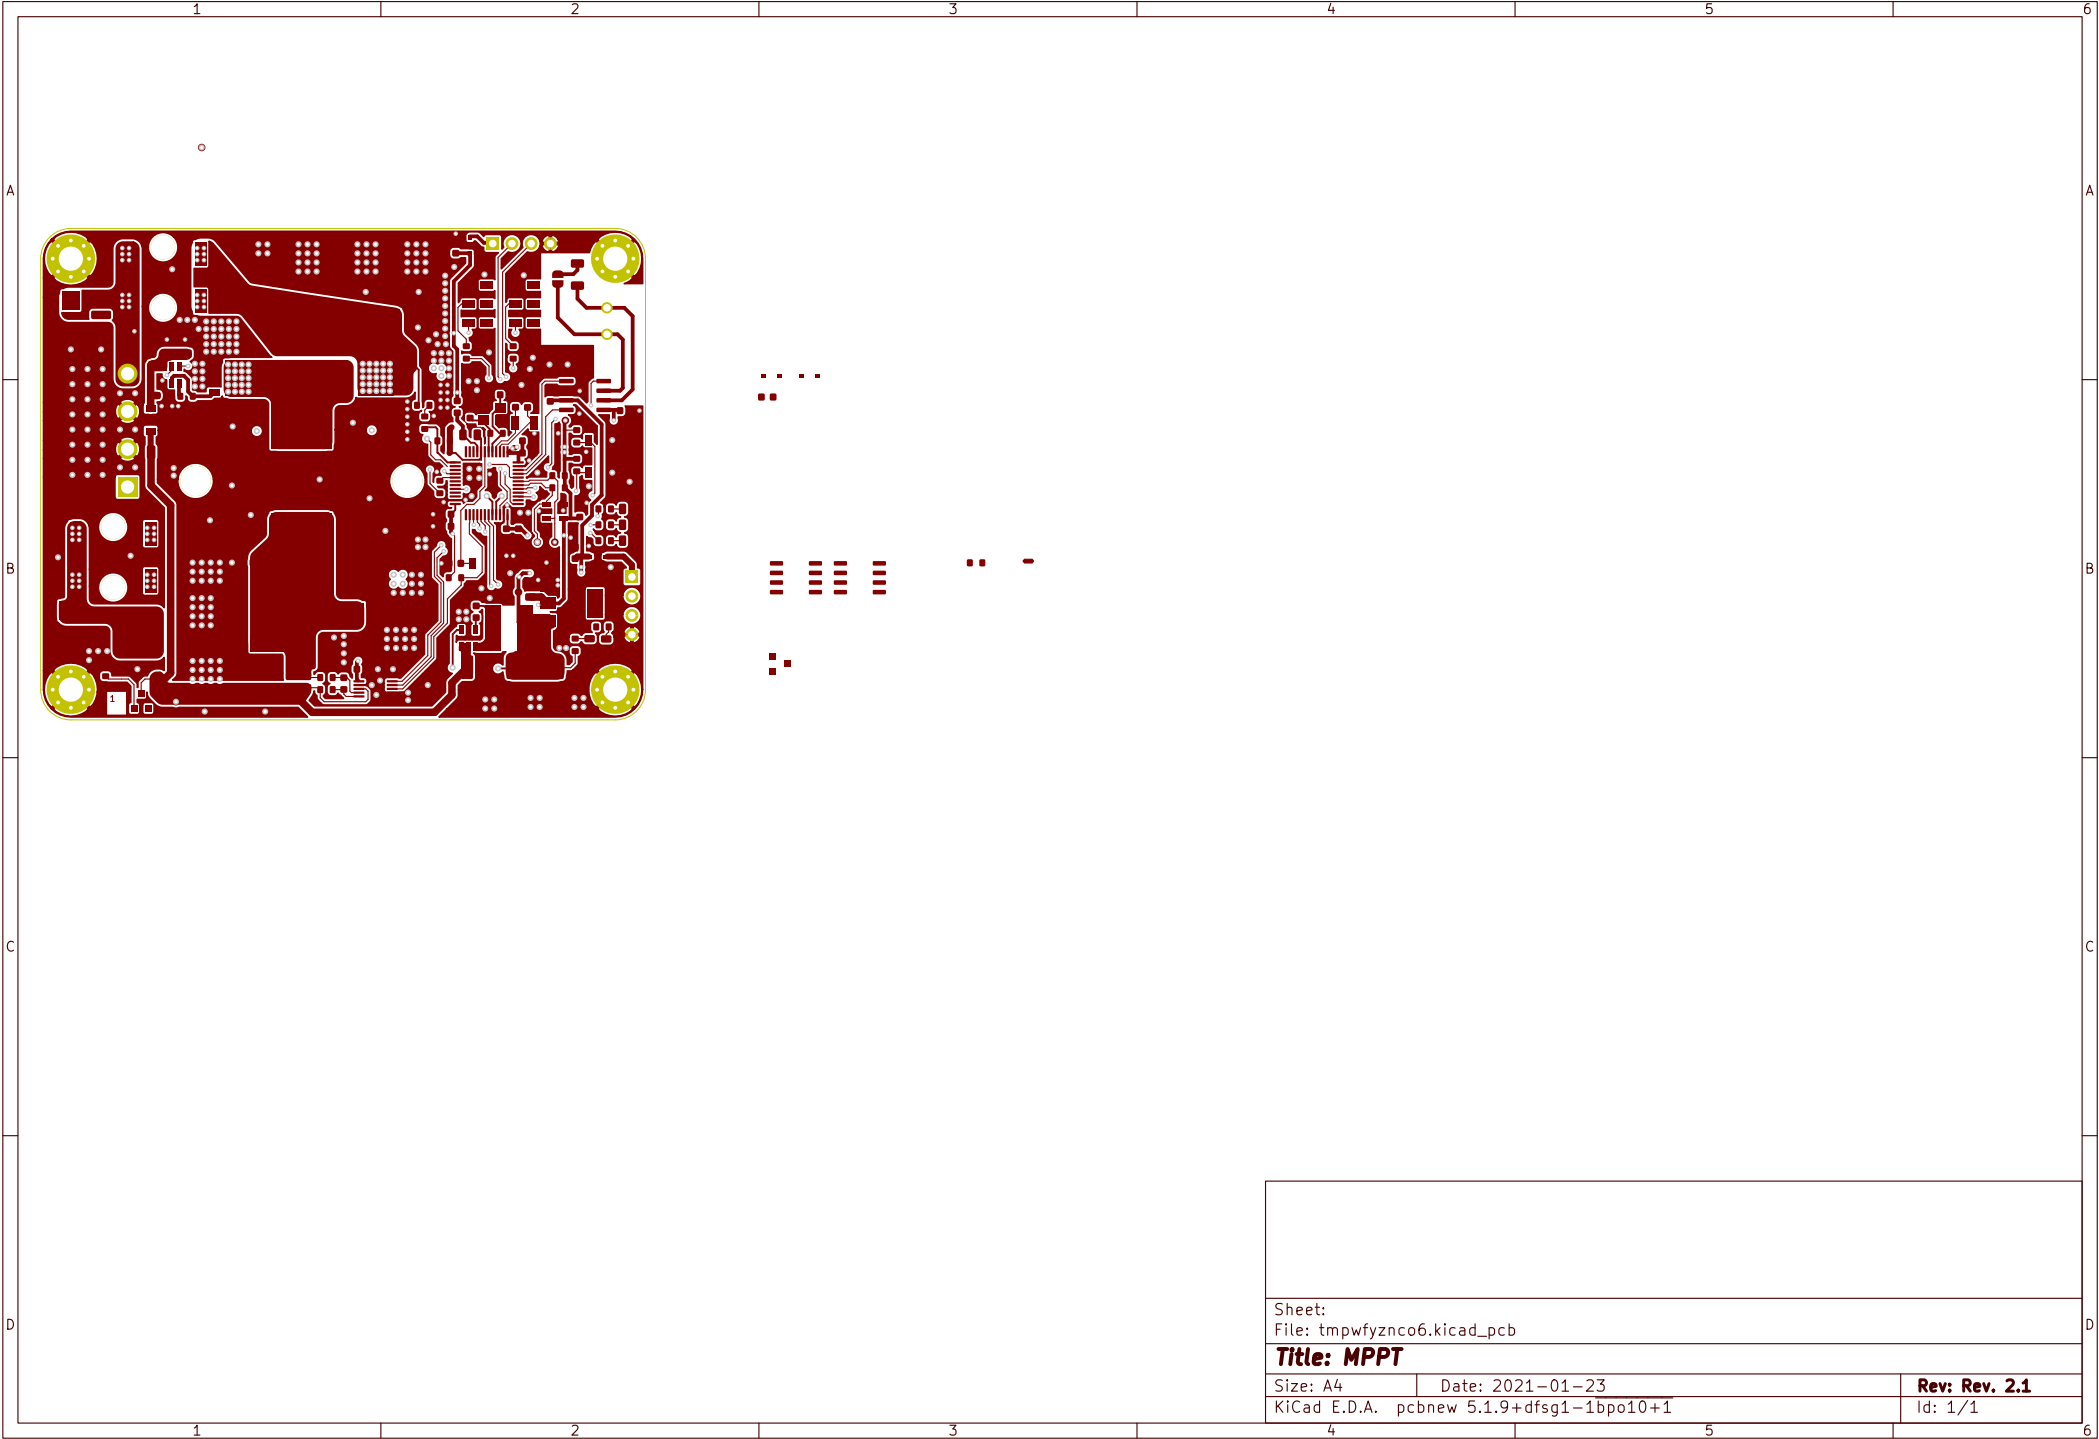 1 2 3 4 5 6
A A
1
B B
C C
Sheet:
File: tmpwfyznco6.kicad_pcb
D D
Title: MPPT
Size: A4 Date: 2021-01-23 Rev: Rev. 2.1
KiCad E.D.A. pcbnew 5.1.9+dfsg1-1bpo10+1 Id: 1/1
1 2 3 4 5 6